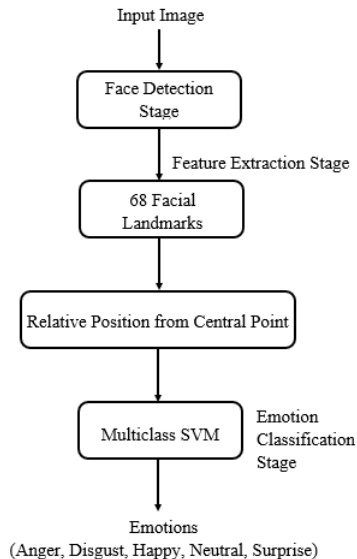 Input Image
Face Detection
Stage
Feature Extraction Stage
68 Facial
Landmarks
Relative Position from Central Point
Multiclass SVM
Emotion
Classification
Stage
Emotions
(Anger, Disgust, Happy, Neutral, Surprise)